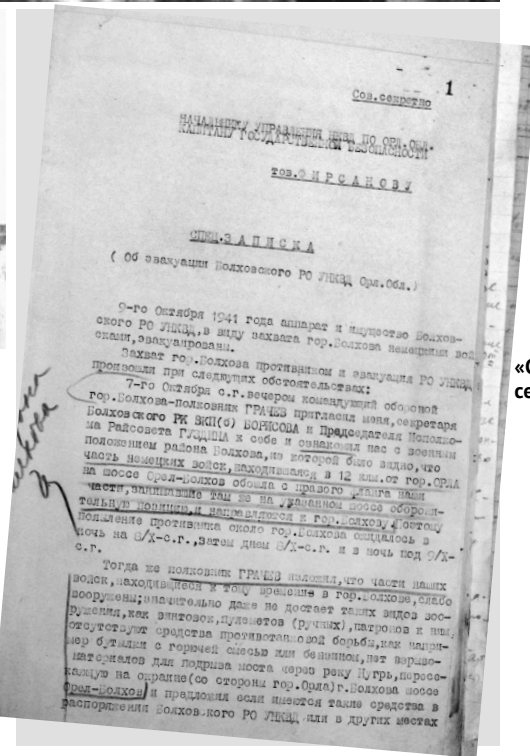 1
Сов.секретно
НАЧАЛЬНИКУ УПРАВЛЕНИЯ НКВД ПО ОРЛ.ОБЛ.
КАПИТАНУ ГОСУДАРСТВЕННОЙ БЕЗОПАСНОСТИ
тов.ФИРСАНОВУ
СПЕЦ.ЗАПИСКА
( Об эвакуации Болховского РО УНКВД Орл.Обл.)
9-го Октября 1941 года аппарат и имущество Болхов-
ского РО УНКВД, в виду захвата гор.Болхова немецкими вой
сками,эвакуированы.
Захват гор.Болхова противником и эвакуация РО УНКВД
произошли при следующих обстоятельствах:
7-го Октября с.г.вечером командующий обороной
гор.Болхова-полковник ГРАЧЕВ пригласил меня,секретаря
Болховского РК ВКП(б) БОРИСОВА и Председателя Исполко-
ма Райсовета ГУДИНА к себе и ознакомил нас с военным
положением района Болхова,из которой было видно,что
часть немецких войск,находившаяся в 12 клм.от гор.ОРЛА
на шоссе Орел-Болхов обошла с правого фланга наши
части,занимавшие там же на указанном шоссе оборони-
тельную позицию,и направляются к гор.Болхову.Поэтому
появление противника около гор.Болхова ожидалось в
ночь на 8/X-с.г.,затем днем 8/X-с.г. и в ночь под 9/X-
с.г.
Тогда же полковник ГРАЧЕВ изложил,что части наших
войск,находящиеся к тому времение в гор.Болхове,слабо
вооружены;значительно даже не достает таких видов воо-
ружения,как винтовок,пулеметов (ручных),патронов к ним,
отсутствуют средства противотанковой борьбы,как напри-
мер бутылки с горючей смесью или бензином,нет взрыво-
материалов для подрыва моста через реку Нугрь,пересе-
кающую на окраине(со стороны гор.Орла)г.Болхова шоссе
Орел-Болхов и предложил если имеются такие средства в
распоряжении Болховского РО УНКВД или в других местах
«С
се